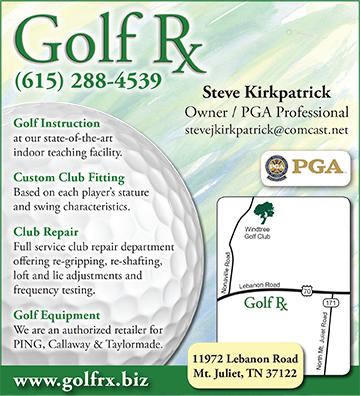 Golf Rx
(615) 288-4539
Steve Kirkpatrick
Owner / PGA Professional
stevejkirkpatrick@comcast.net
PGA
Golf Instruction
at our state-of-the-art
indoor teaching facility.
Custom Club Fitting
Based on each player's stature
and swing characteristics.
Club Repair
Full service club repair department
offering re-gripping, re-shafting,
loft and lie adjustments and
frequency testing.
Golf Equipment
We are an authorized retailer for
PING, Callaway & Taylormade.
www.golfrx.biz
Windtree
Golf Club
Nonaville Road
Lebanon Road
70
171
Golf Rx
North Mt. Juliet Road
11972 Lebanon Road
Mt. Juliet, TN 37122